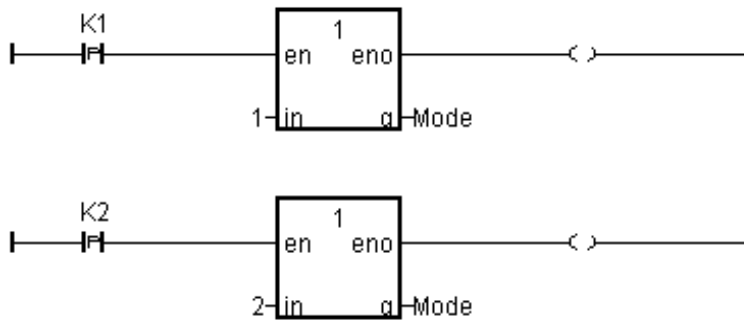 K1
1
en eno
1 in q Mode
K2
1
en eno
2 in q Mode